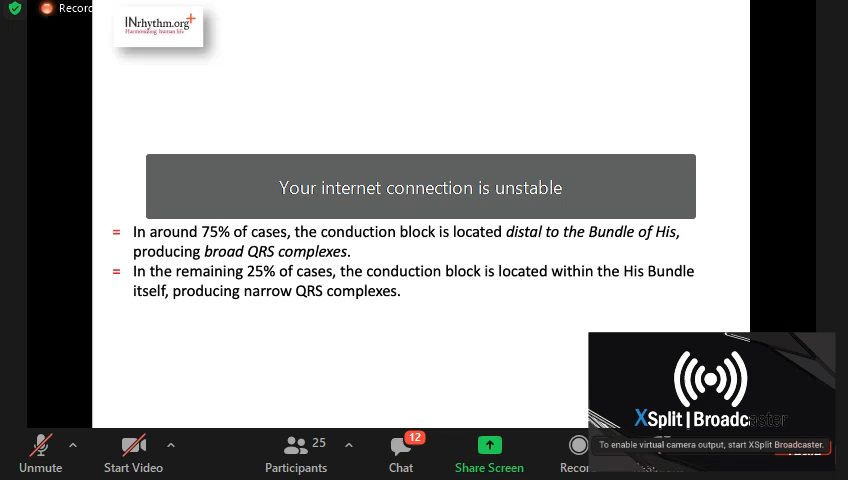 Recor
INrhythm.org
Harmonizing human life
Your internet connection is unstable
= In around 75% of cases, the conduction block is located distal to the Bundle of His,
producing broad QRS complexes.
= In the remaining 25% of cases, the conduction block is located within the His Bundle
itself, producing narrow QRS complexes.
XSplit | Broadcaster
To enable virtual camera output, start XSplit Broadcaster.
25
12
Unmute
Start Video
Participants
Chat
Share Screen
Recor